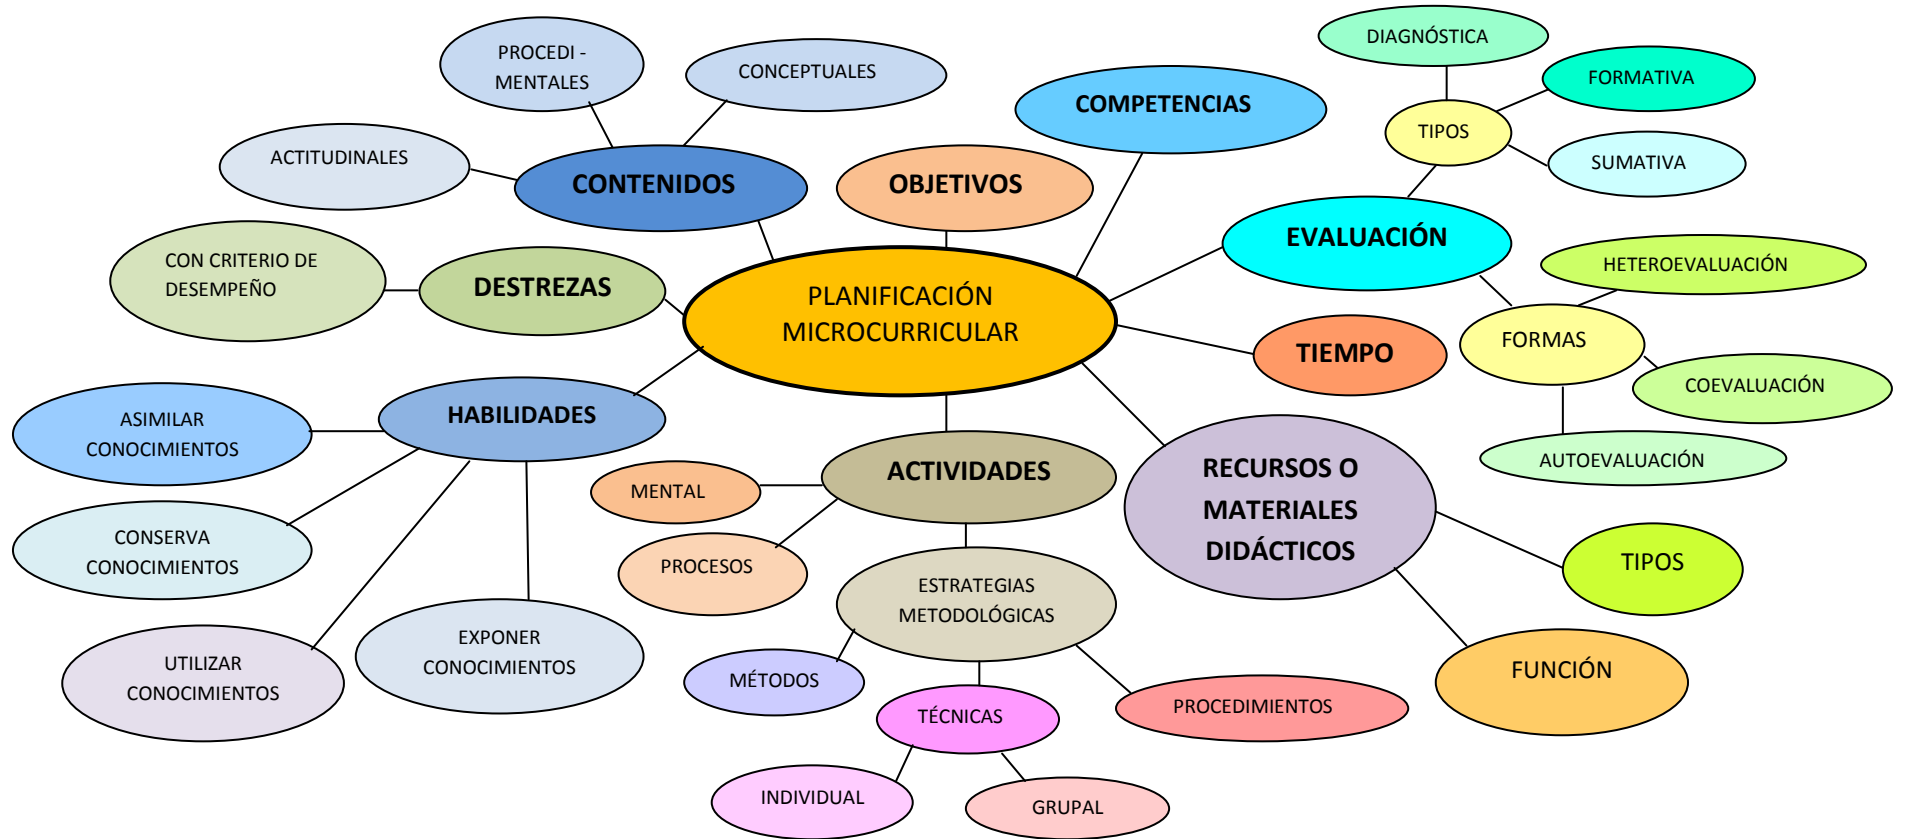 PROCEDI -
MENTALES
CONCEPTUALES
ACTITUDINALES
CONTENIDOS
OBJETIVOS
COMPETENCIAS
DIAGNÓSTICA
FORMATIVA
TIPOS
SUMATIVA
EVALUACIÓN
HETEROEVALUACIÓN
FORMAS
COEVALUACIÓN
AUTOEVALUACIÓN
CON CRITERIO DE
DESEMPEÑO
DESTREZAS
PLANIFICACIÓN
MICROCURRICULAR
TIEMPO
HABILIDADES
ASIMILAR
CONOCIMIENTOS
CONSERVA
CONOCIMIENTOS
UTILIZAR
CONOCIMIENTOS
EXPONER
CONOCIMIENTOS
ACTIVIDADES
MENTAL
PROCESOS
ESTRATEGIAS
METODOLÓGICAS
MÉTODOS
TÉCNICAS
PROCEDIMIENTOS
INDIVIDUAL
GRUPAL
RECURSOS O
MATERIALES
DIDÁCTICOS
TIPOS
FUNCIÓN